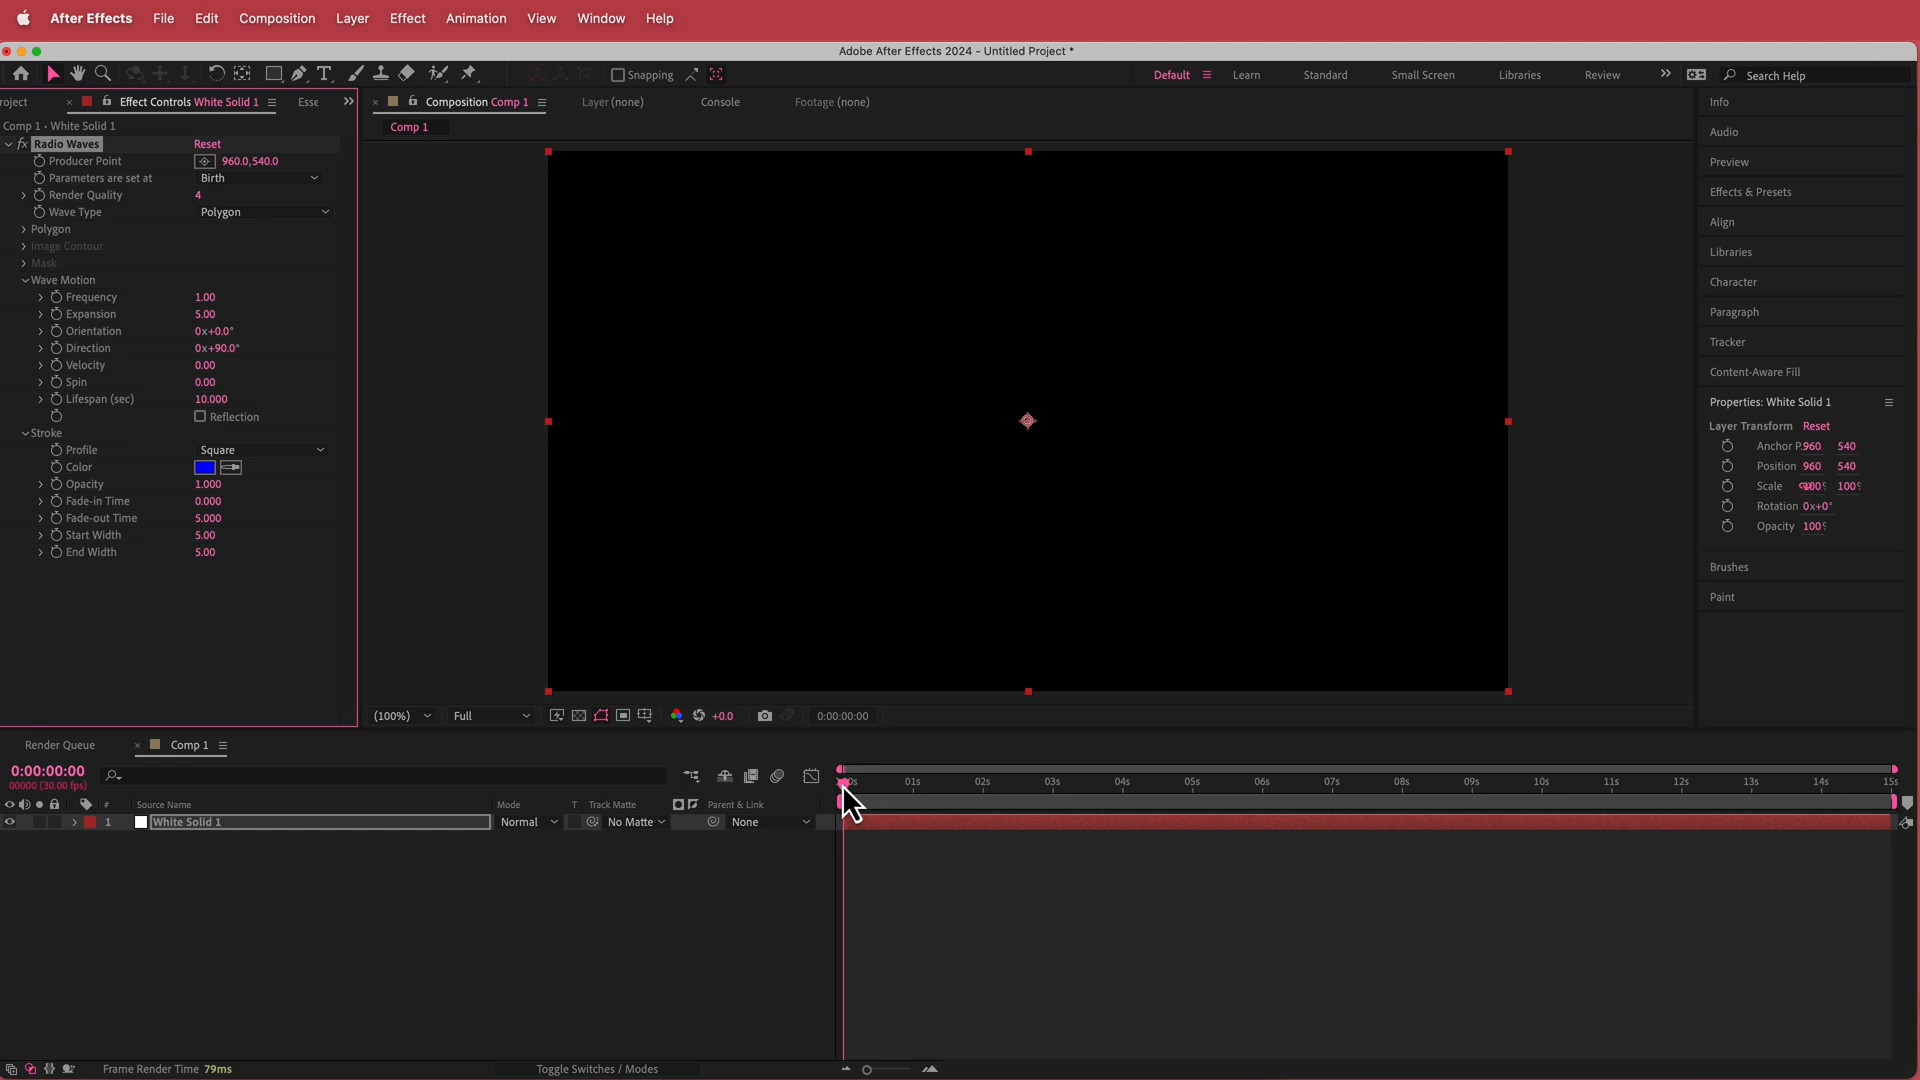 After Effects File Edit Composition Layer Effect Animation View Window Help
Adobe After Effects 2024 - Untitled Project *
Snapping
Default Learn Standard Small Screen Libraries Review Search Help
roject Effect Controls White Solid 1 Esse
Composition Comp 1 Layer (none) Console Footage (none)
Comp 1 • White Solid 1
Comp 1
fx Radio Waves Reset
Producer Point 960.0,540.0
Parameters are set at Birth
Render Quality 4
Wave Type Polygon
Polygon
Image Contour
Mask
Wave Motion
Frequency 1.00
Expansion 5.00
Orientation 0x+0.0°
Direction 0x+90.0°
Velocity 0.00
Spin 0.00
Lifespan (sec) 10.000
Reflection
Stroke
Profile Square
Color
Opacity 1.000
Fade-in Time 0.000
Fade-out Time 5.000
Start Width 5.00
End Width 5.00
(100%) Full +0.0 0:00:00:00
Info
Audio
Preview
Effects & Presets
Align
Libraries
Character
Paragraph
Tracker
Content-Aware Fill
Properties: White Solid 1
Layer Transform Reset
Anchor P. 960 540
Position 960 540
Scale 100% 100%
Rotation 0x+0°
Opacity 100%
Brushes
Paint
Render Queue Comp 1
0:00:00:00
00000 (30.00 fps)
01s 02s 03s 04s 05s 06s 07s 08s 09s 10s 11s 12s 13s 14s 15s
# Source Name Mode T Track Matte Parent & Link
1 White Solid 1 Normal No Matte None
Frame Render Time 79ms Toggle Switches / Modes